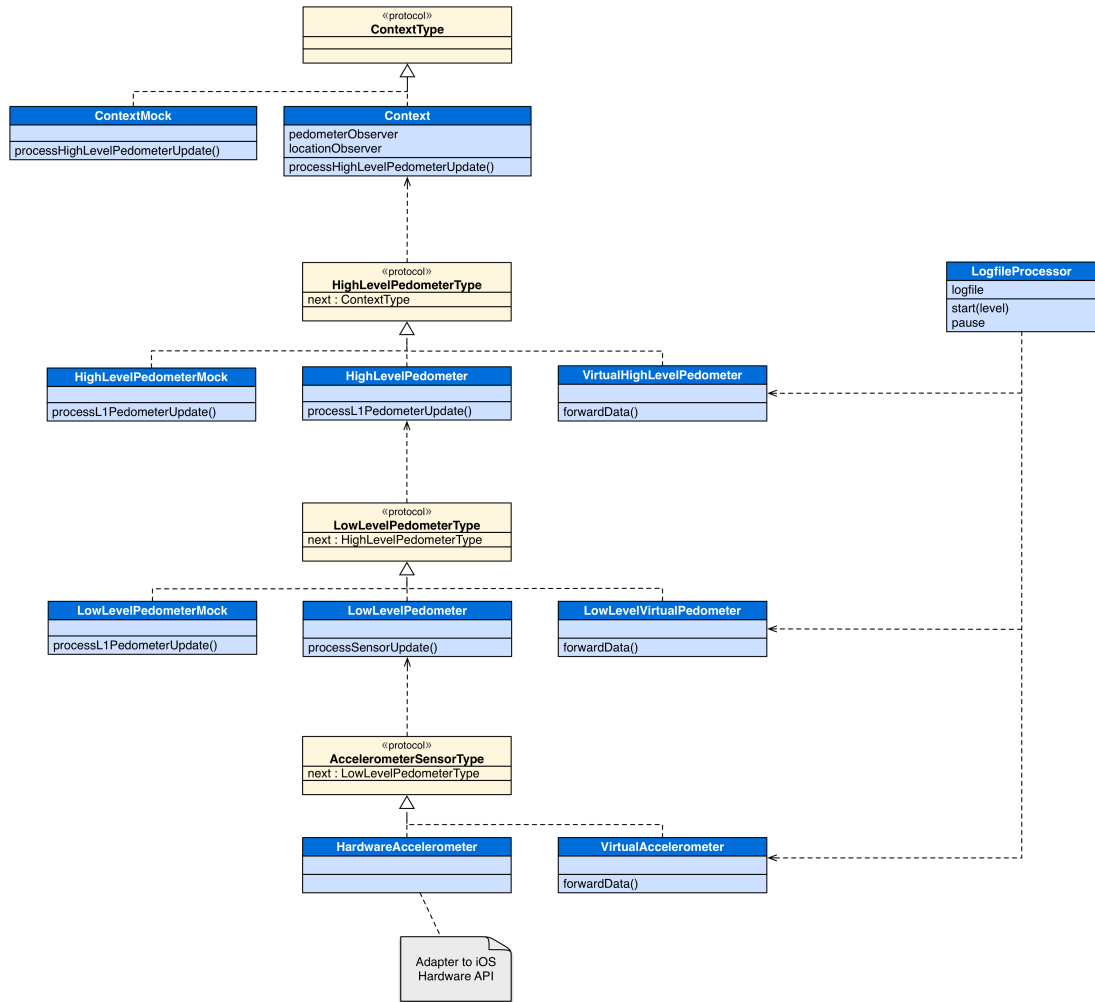 «protocol»
ContextType
ContextMock
processHighLevelPedometerUpdate()
Context
pedometerObserver
locationObserver
processHighLevelPedometerUpdate()
«protocol»
HighLevelPedometerType
next : ContextType
LogfileProcessor
logfile
start(level)
pause
HighLevelPedometerMock
processL1PedometerUpdate()
HighLevelPedometer
processL1PedometerUpdate()
VirtualHighLevelPedometer
forwardData()
«protocol»
LowLevelPedometerType
next : HighLevelPedometerType
LowLevelPedometerMock
processL1PedometerUpdate()
LowLevelPedometer
processSensorUpdate()
LowLevelVirtualPedometer
forwardData()
«protocol»
AccelerometerSensorType
next : LowLevelPedometerType
HardwareAccelerometer
VirtualAccelerometer
forwardData()
Adapter to iOS
Hardware API